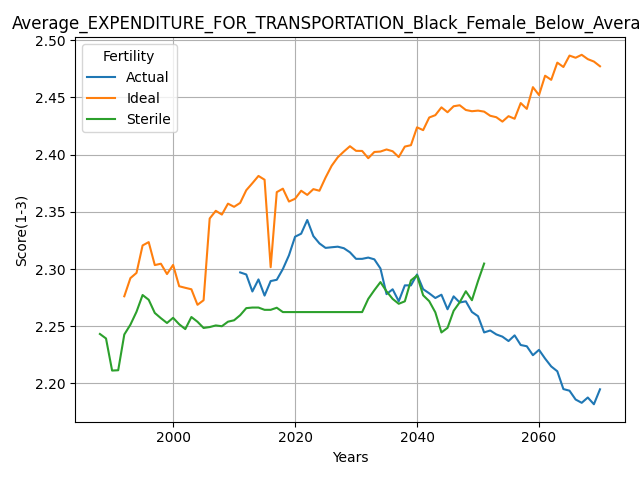 Average_EXPENDITURE_FOR_TRANSPORTATION_Black_Female_Below_Avera
Fertility
Actual
Ideal
Sterile
Score(1-3)
2.50
2.45
2.40
2.35
2.30
2.25
2.20
2000
2020
2040
2060
Years